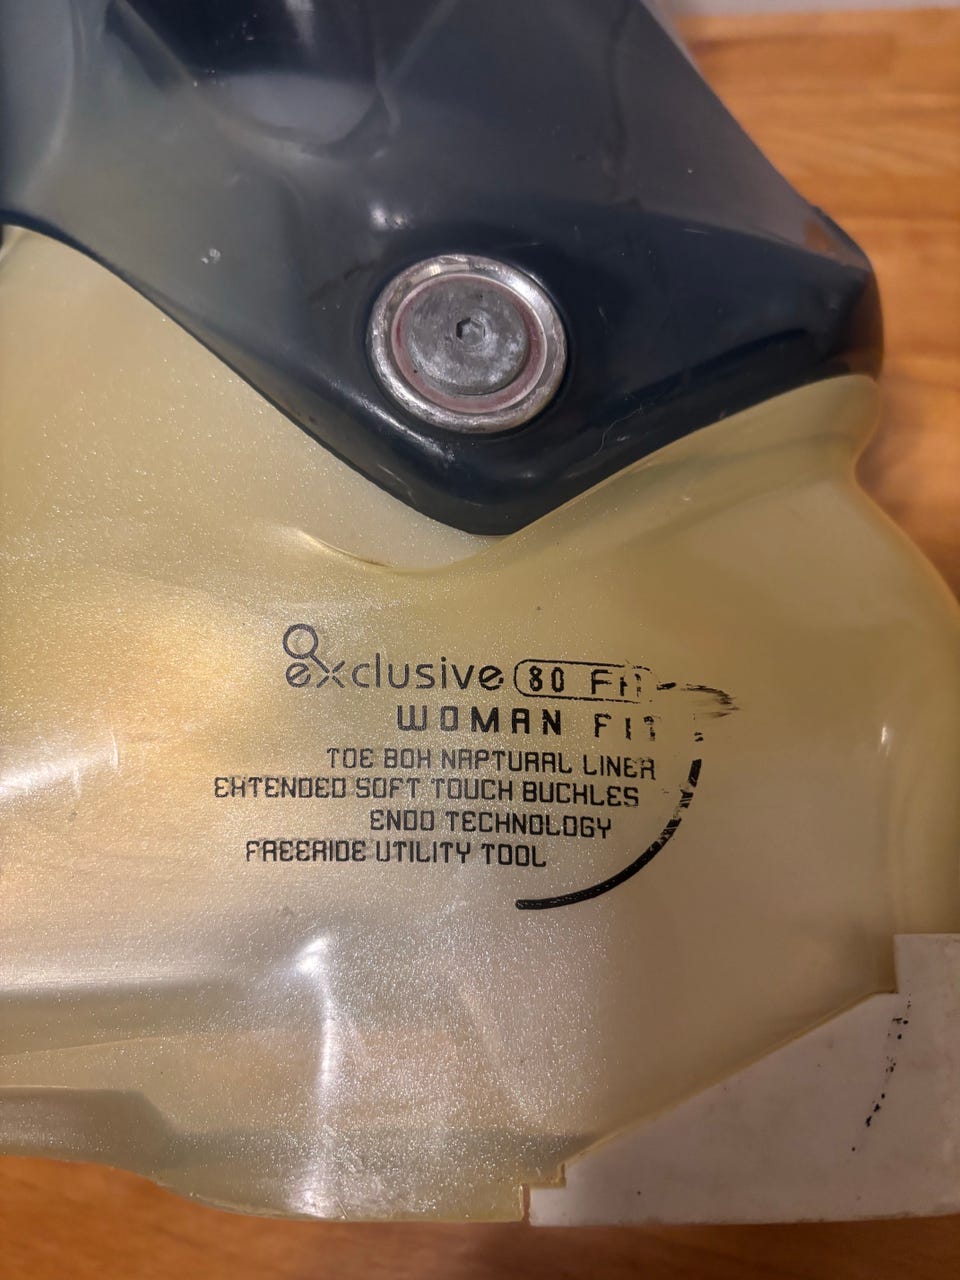 exclusive 80 FIT
WOMAN FIT
TOE BOX NAPTURAL LINER
EXTENDED SOFT TOUCH BUCKLES
ENDO TECHNOLOGY
FREERIDE UTILITY TOOL